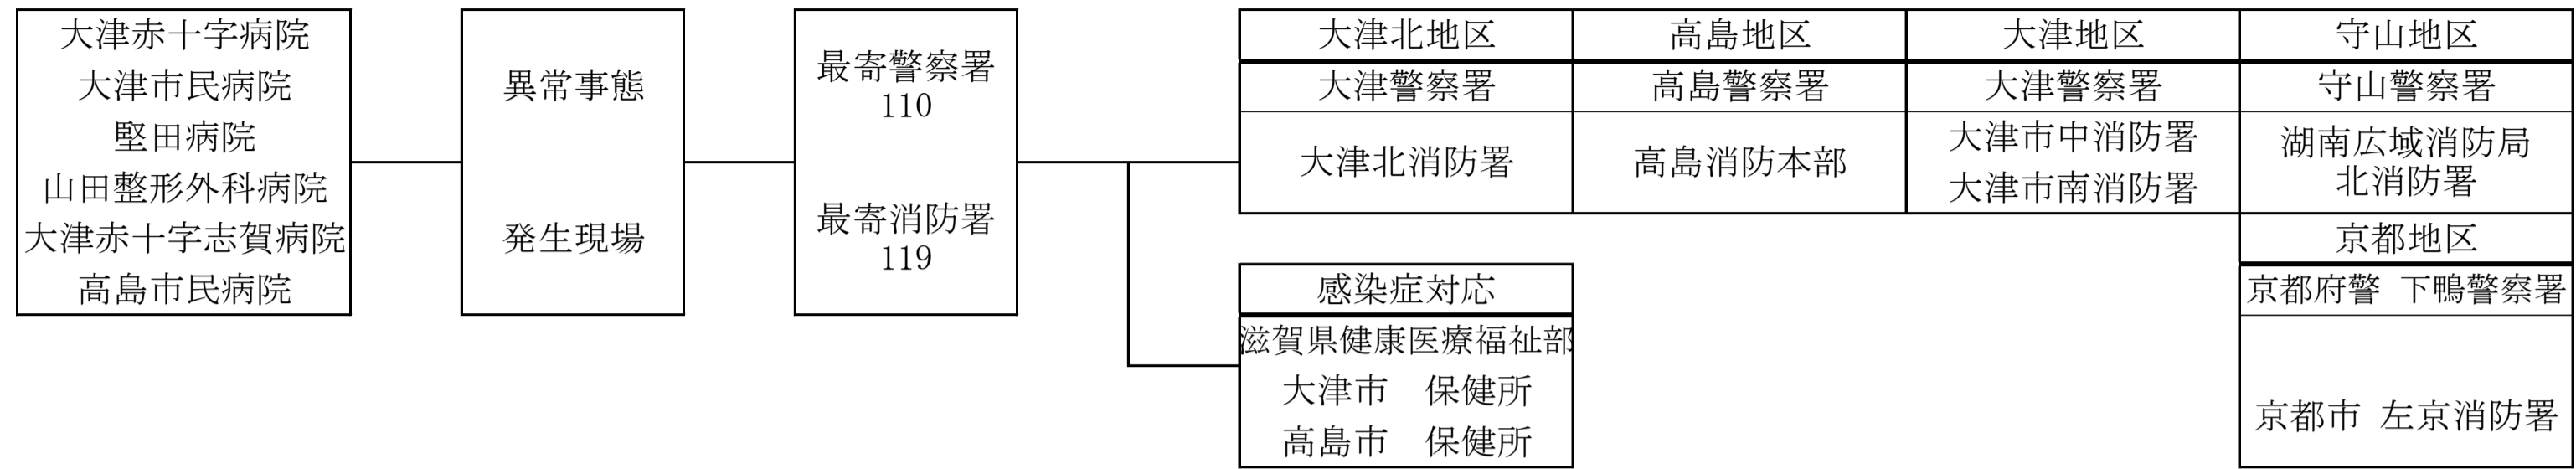 大津赤十字病院
大津市民病院
堅田病院
山田整形外科病院
大津赤十字志賀病院
高島市民病院
異常事態
発生現場
最寄警察署
110
最寄消防署
119
大津北地区
高島地区
大津地区
守山地区
大津警察署
高島警察署
大津警察署
守山警察署
大津北消防署
高島消防本部
大津市中消防署
大津市南消防署
湖南広域消防局
北消防署
京都地区
京都府警 下鴨警察署
京都市 左京消防署
感染症対応
滋賀県健康医療福祉部
大津市　保健所
高島市　保健所